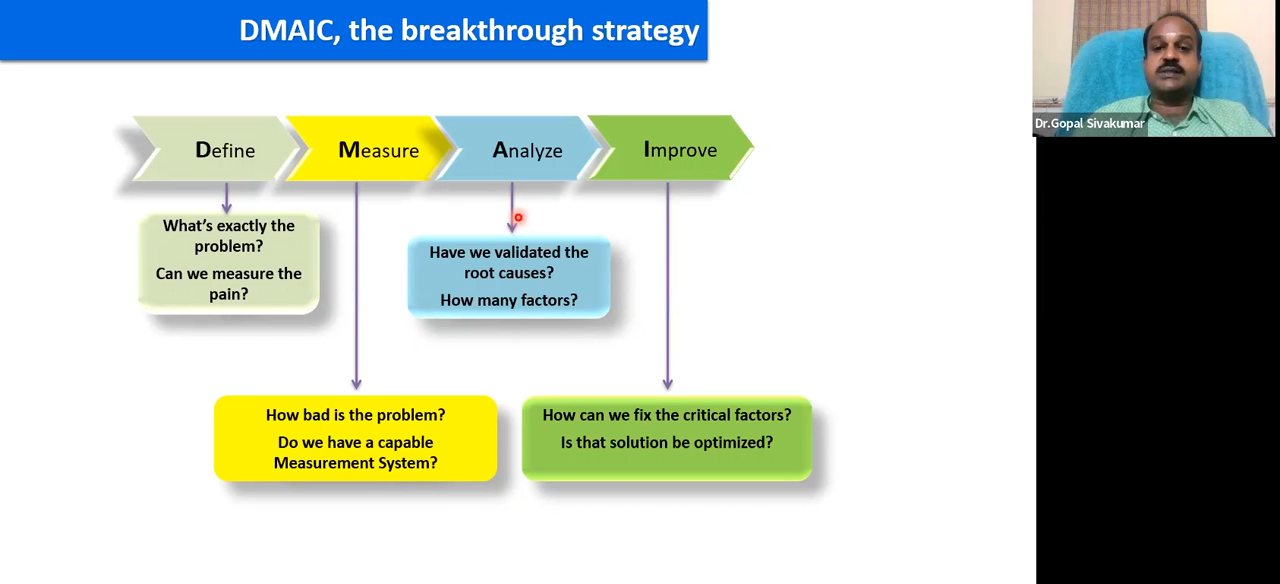 DMAIC, the breakthrough strategy
Dr.Gopal Sivakumar
Define
Measure
Analyze
Improve
What’s exactly the
problem?
Can we measure the
pain?
Have we validated the
root causes?
How many factors?
How bad is the problem?
Do we have a capable
Measurement System?
How can we fix the critical factors?
Is that solution be optimized?